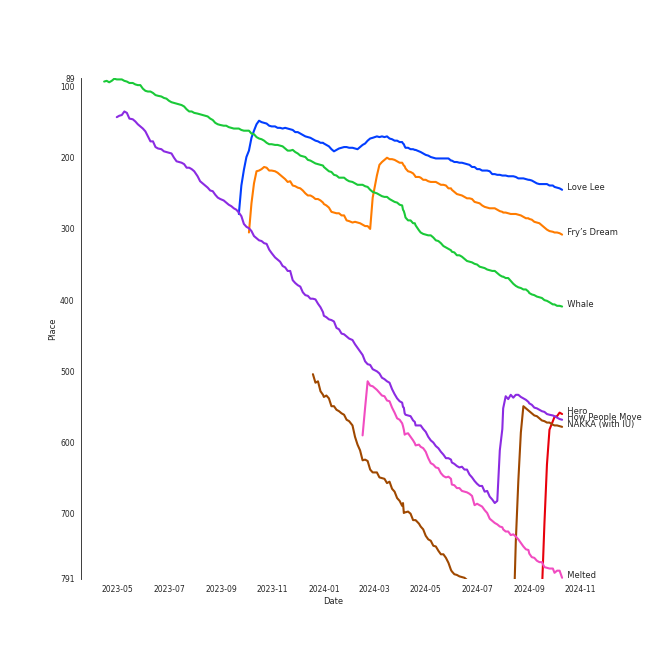 89
100
200
300
400
500
600
700
791
Place
2023-05
2023-07
2023-09
2023-11
2024-01
2024-03
2024-05
2024-07
2024-09
2024-11
Date
Love Lee
Fry's Dream
Whale
Hero
How People Move
NAKKA (with IU)
Melted